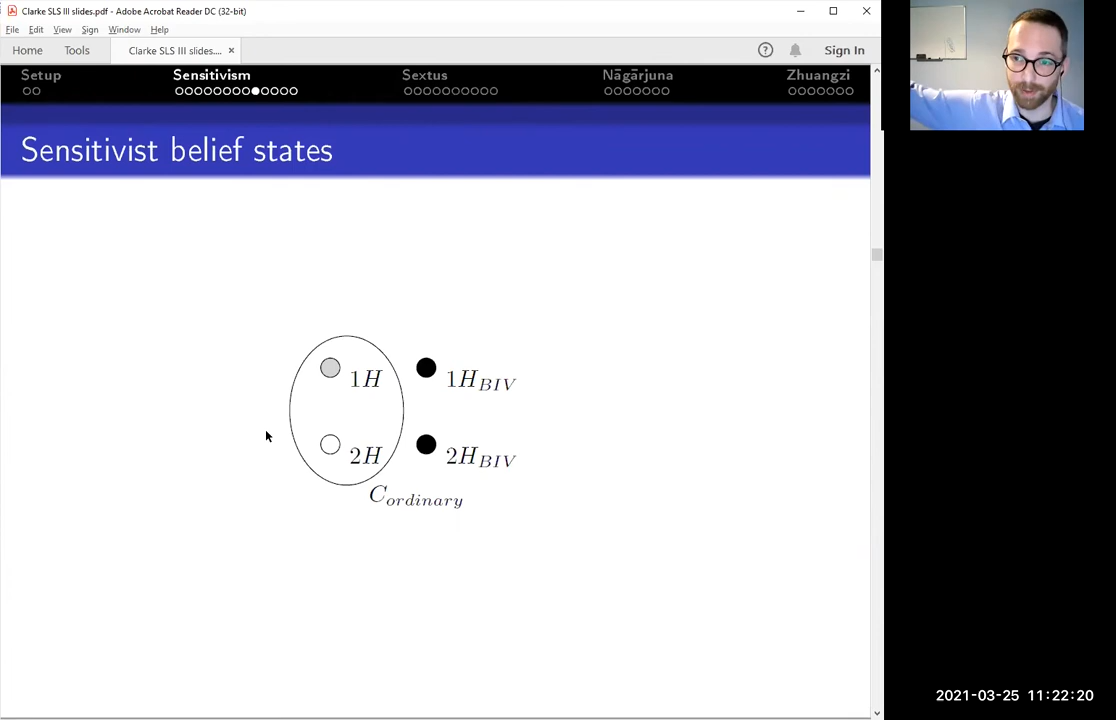 Clarke SLS III slides.pdf - Adobe Acrobat Reader DC (32-bit)
File Edit View Sign Window Help
Home Tools Clarke SLS III slides.... × Sign In
Setup Sensitivism Sextus Nāgārjuna Zhuangzi
Sensitivist belief states
1H 1H_BIV
2H 2H_BIV
C_ordinary
2021-03-25 11:22:20